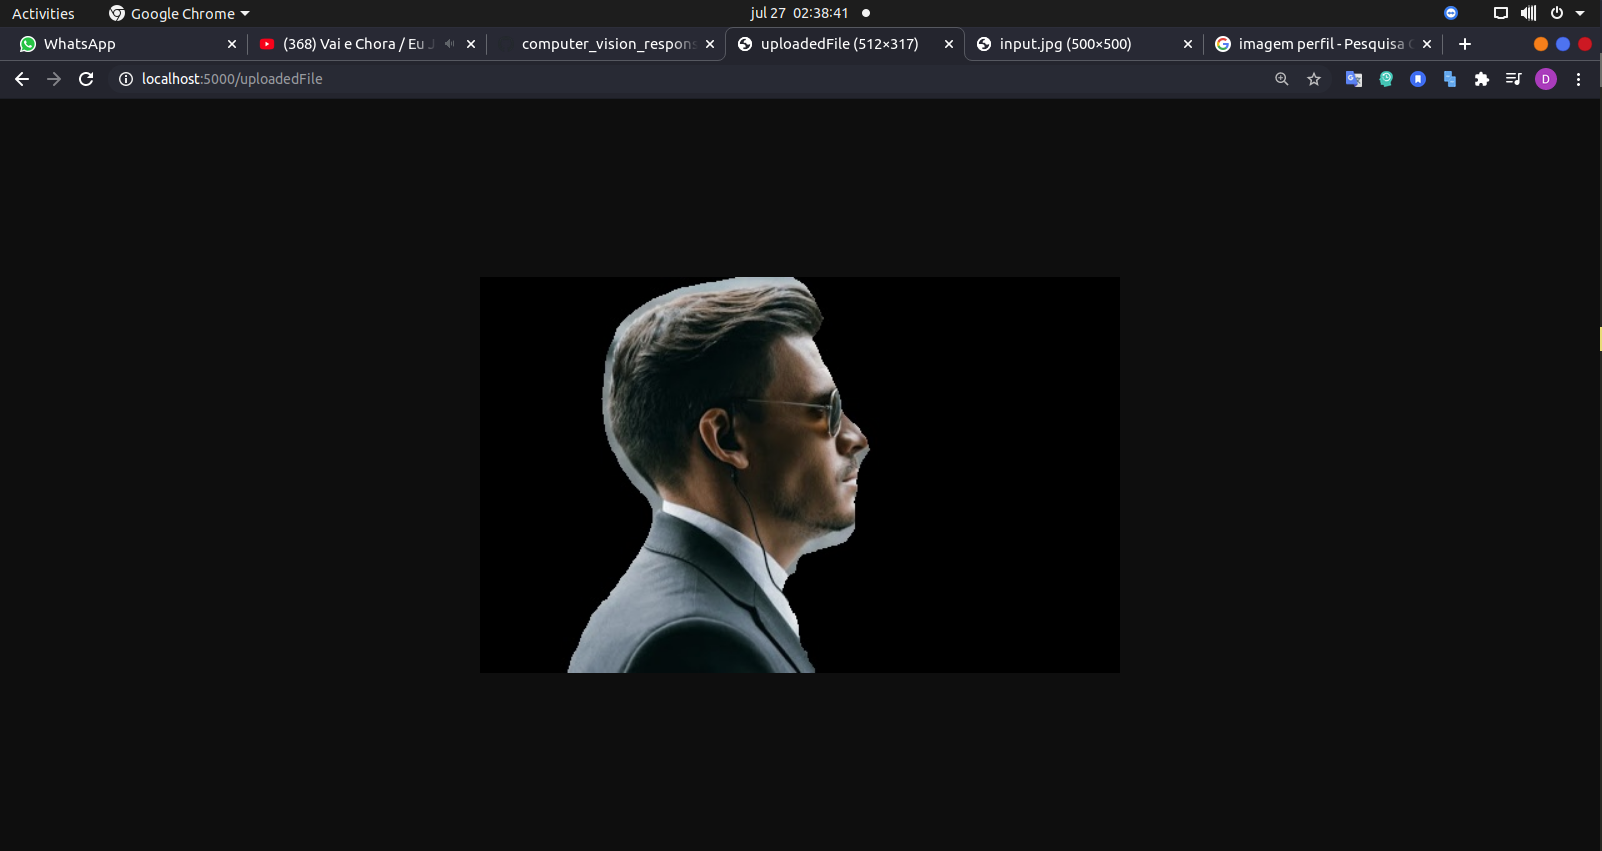 Activities Google Chrome jul 27 02:38:41
WhatsApp (368) Vai e Chora / Eu J computer_vision_respons uploadedFile (512×317) input.jpg (500×500) imagem perfil - Pesquisa
localhost:5000/uploadedFile D